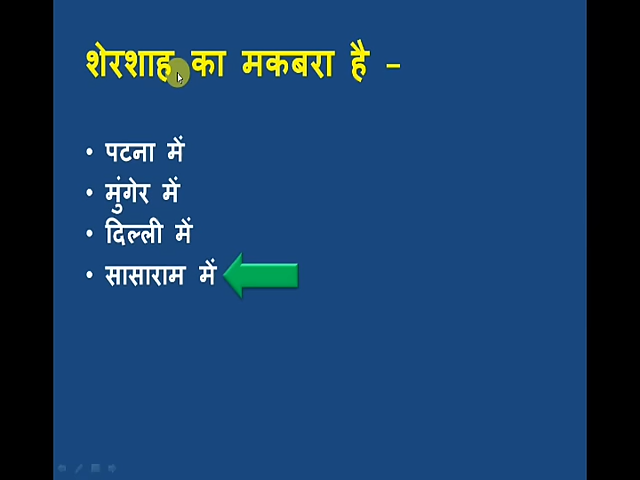 शेरशाह का मकबरा है -
• पटना में
• मुंगेर में
• दिल्ली में
• सासाराम में